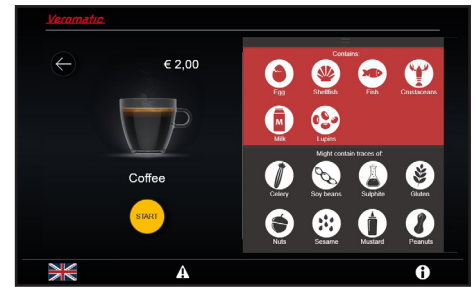 Veromatic
€ 2,00
Coffee
START
Contains:
Egg
Shellfish
Fish
Crustaceans
Milk
Lupins
Might contain traces of:
Celery
Soy beans
Sulphite
Gluten
Nuts
Sesame
Mustard
Peanuts
M